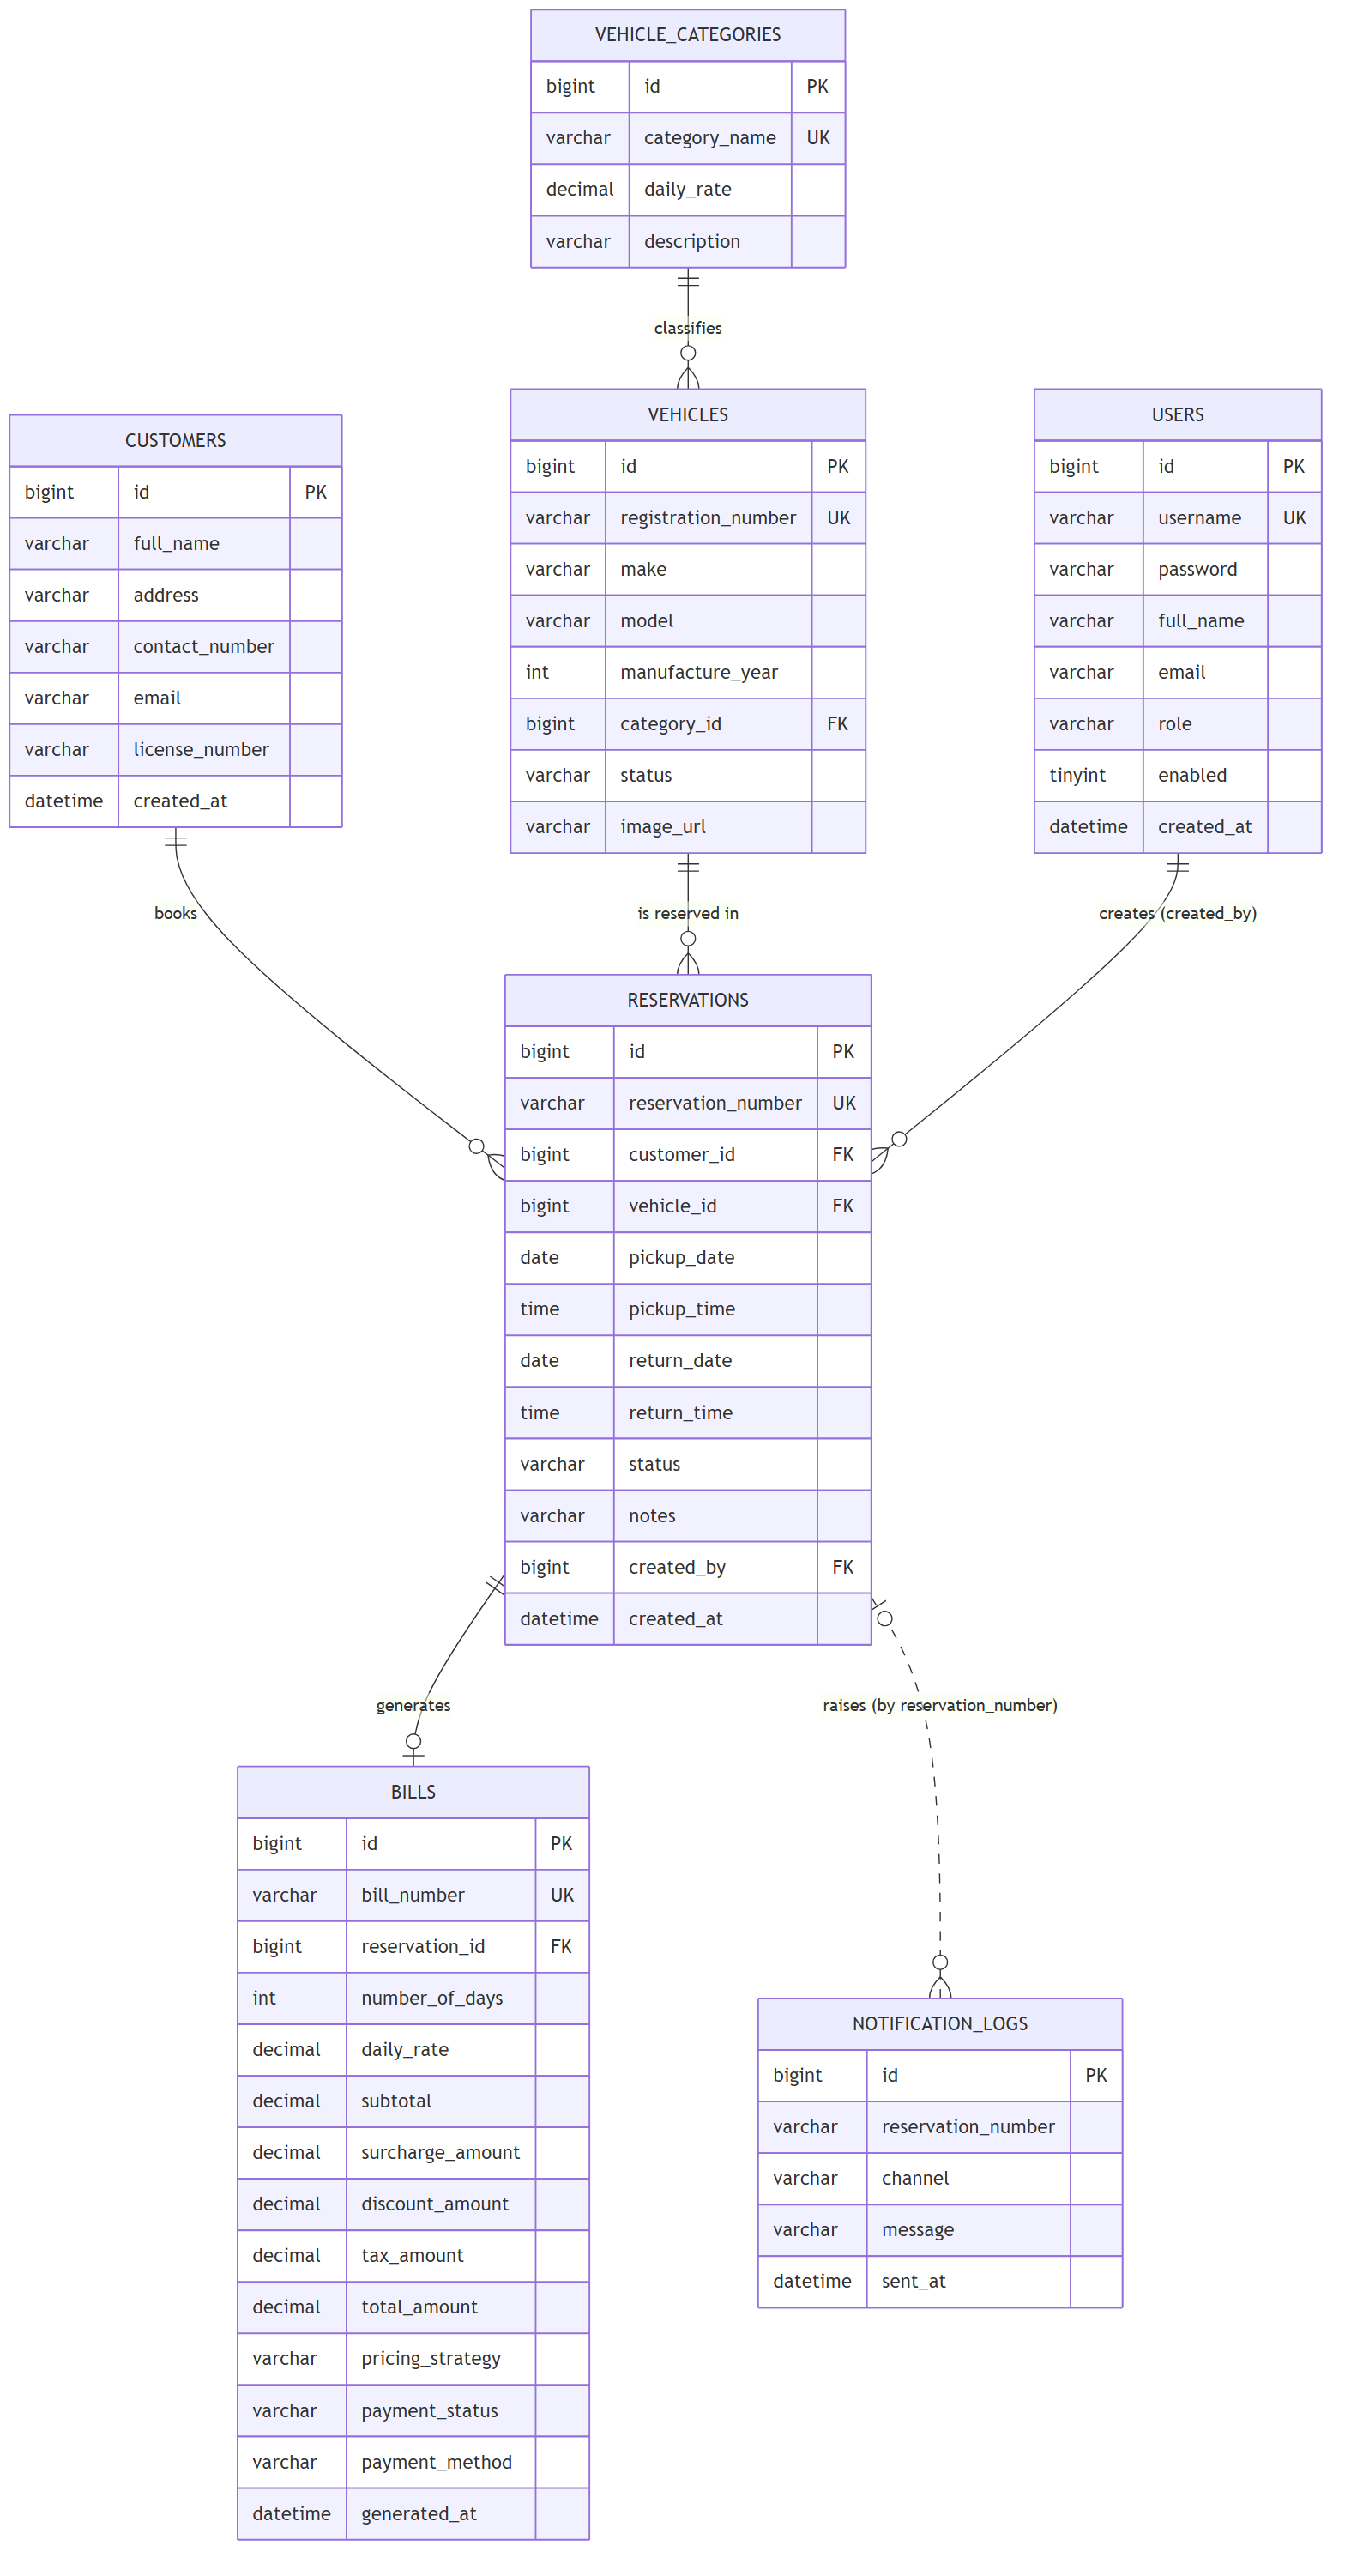 VEHICLE_CATEGORIES
bigint id PK
varchar category_name UK
decimal daily_rate
varchar description
classifies
CUSTOMERS
bigint id PK
varchar full_name
varchar address
varchar contact_number
varchar email
varchar license_number
datetime created_at
VEHICLES
bigint id PK
varchar registration_number UK
varchar make
varchar model
int manufacture_year
bigint category_id FK
varchar status
varchar image_url
USERS
bigint id PK
varchar username UK
varchar password
varchar full_name
varchar email
varchar role
tinyint enabled
datetime created_at
books
is reserved in
creates (created_by)
RESERVATIONS
bigint id PK
varchar reservation_number UK
bigint customer_id FK
bigint vehicle_id FK
date pickup_date
time pickup_time
date return_date
time return_time
varchar status
varchar notes
bigint created_by FK
datetime created_at
generates
raises (by reservation_number)
BILLS
bigint id PK
varchar bill_number UK
bigint reservation_id FK
int number_of_days
decimal daily_rate
decimal subtotal
decimal surcharge_amount
decimal discount_amount
decimal tax_amount
decimal total_amount
varchar pricing_strategy
varchar payment_status
varchar payment_method
datetime generated_at
NOTIFICATION_LOGS
bigint id PK
varchar reservation_number
varchar channel
varchar message
datetime sent_at